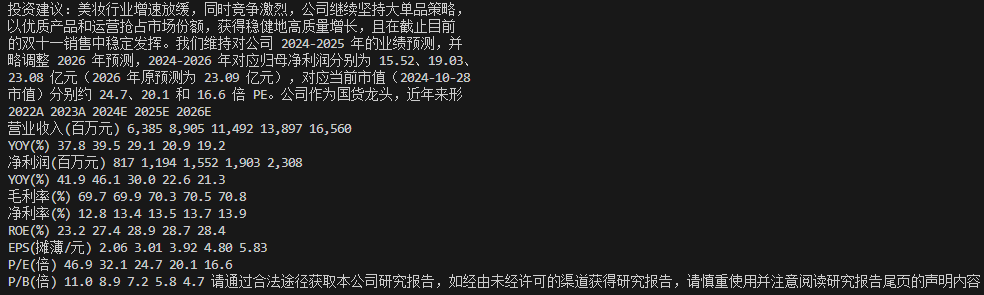 投资建议: 美妆行业增速放缓, 同时竞争激烈, 公司继续坚持大单品策略,
以优质产品和运营抢占市场份额, 获得稳健地高质量增长, 且在截止目前
的双十一销售中稳定发挥。我们维持对公司 2024-2025 年的业绩预测, 并
略调整 2026 年预测, 2024-2026 年对应归母净利润分别为 15.52、19.03、
23.08 亿元 (2026 年原预测为 23.09 亿元) , 对应当前市值 (2024-10-28
市值) 分别约 24.7、20.1 和 16.6 倍 PE。公司作为国货龙头, 近年来形
2022A 2023A 2024E 2025E 2026E
营业收入(百万元) 6,385 8,905 11,492 13,897 16,560
YOY(%) 37.8 39.5 29.1 20.9 19.2
净利润(百万元) 817 1,194 1,552 1,903 2,308
YOY(%) 41.9 46.1 30.0 22.6 21.3
毛利率(%) 69.7 69.9 70.3 70.5 70.8
净利率(%) 12.8 13.4 13.5 13.7 13.9
ROE(%) 23.2 27.4 28.9 28.7 28.4
EPS(摊薄/元) 2.06 3.01 3.92 4.80 5.83
P/E(倍) 46.9 32.1 24.7 20.1 16.6
P/B(倍) 11.0 8.9 7.2 5.8 4.7 请通过合法途径获取本公司研究报告, 如经由未经许可的渠道获得研究报告, 请慎重使用并注意阅读研究报告尾页的声明内容